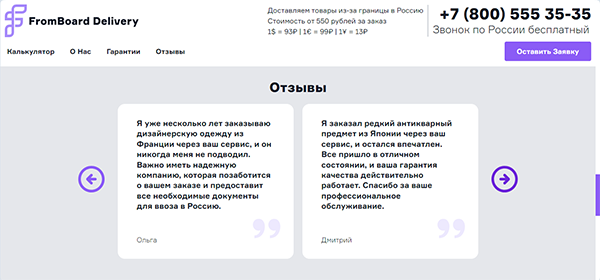 FromBoard Delivery
Доставляем товары из-за границы в Россию
Стоимость от 550 рублей за заказ
1$ = 93₽ | 1€ = 99₽ | 1¥ = 13₽
+7 (800) 555 35-35
Звонок по России бесплатный
Калькулятор О Нас Гарантии Отзывы
Оставить Заявку
Отзывы
Я уже несколько лет заказываю
дизайнерскую одежду из
Франции через ваш сервис, и он
никогда меня не подводил.
Важно иметь надежную
компанию, которая позаботится
о вашем заказе и предоставит
все необходимые документы
для ввоза в Россию.
Ольга
Я заказал редкий антикварный
предмет из Японии через ваш
сервис, и остался впечатлен.
Все пришло в отличном
состоянии, и ваша гарантия
качества действительно
работает. Спасибо за ваше
профессиональное
обслуживание.
Дмитрий